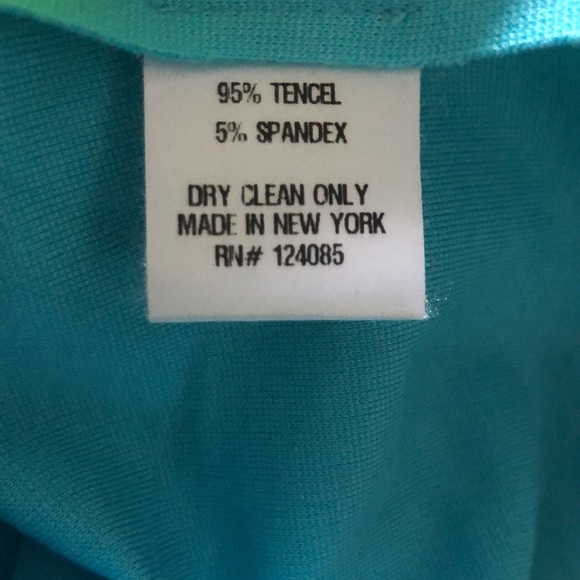 95% TENCEL
5% SPANDEX
DRY CLEAN ONLY
MADE IN NEW YORK
RN# 124085